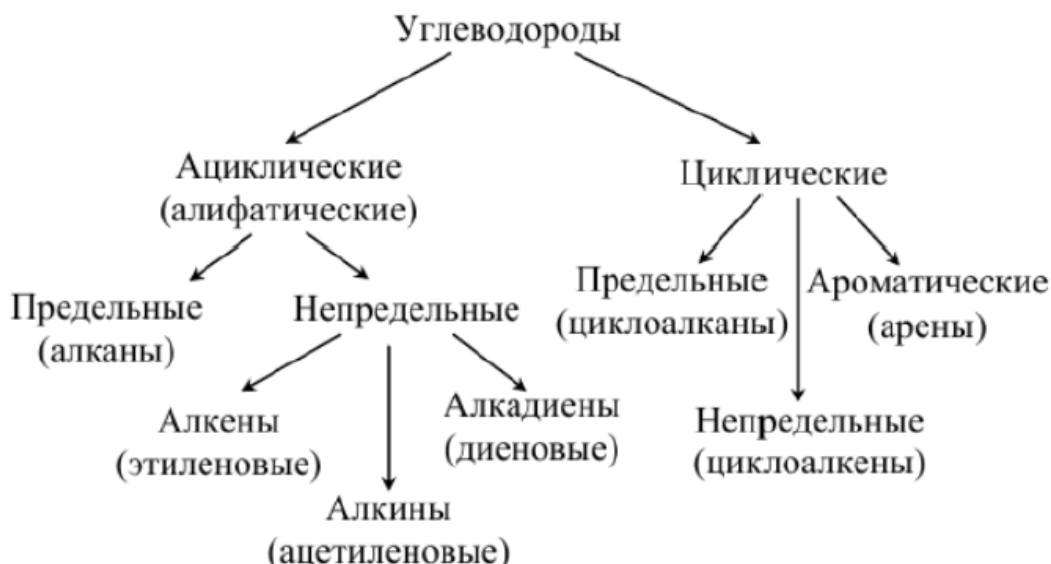 Углеводороды
Ациклические
(алифатические)
Циклические
Предельные
(алканы)
Непредельные
Предельные
(циклоалканы)
Ароматические
(арены)
Алкены
(этиленовые)
Алкины
(ацетиленовые)
Алкадиены
(диеновые)
Непредельные
(циклоалкены)